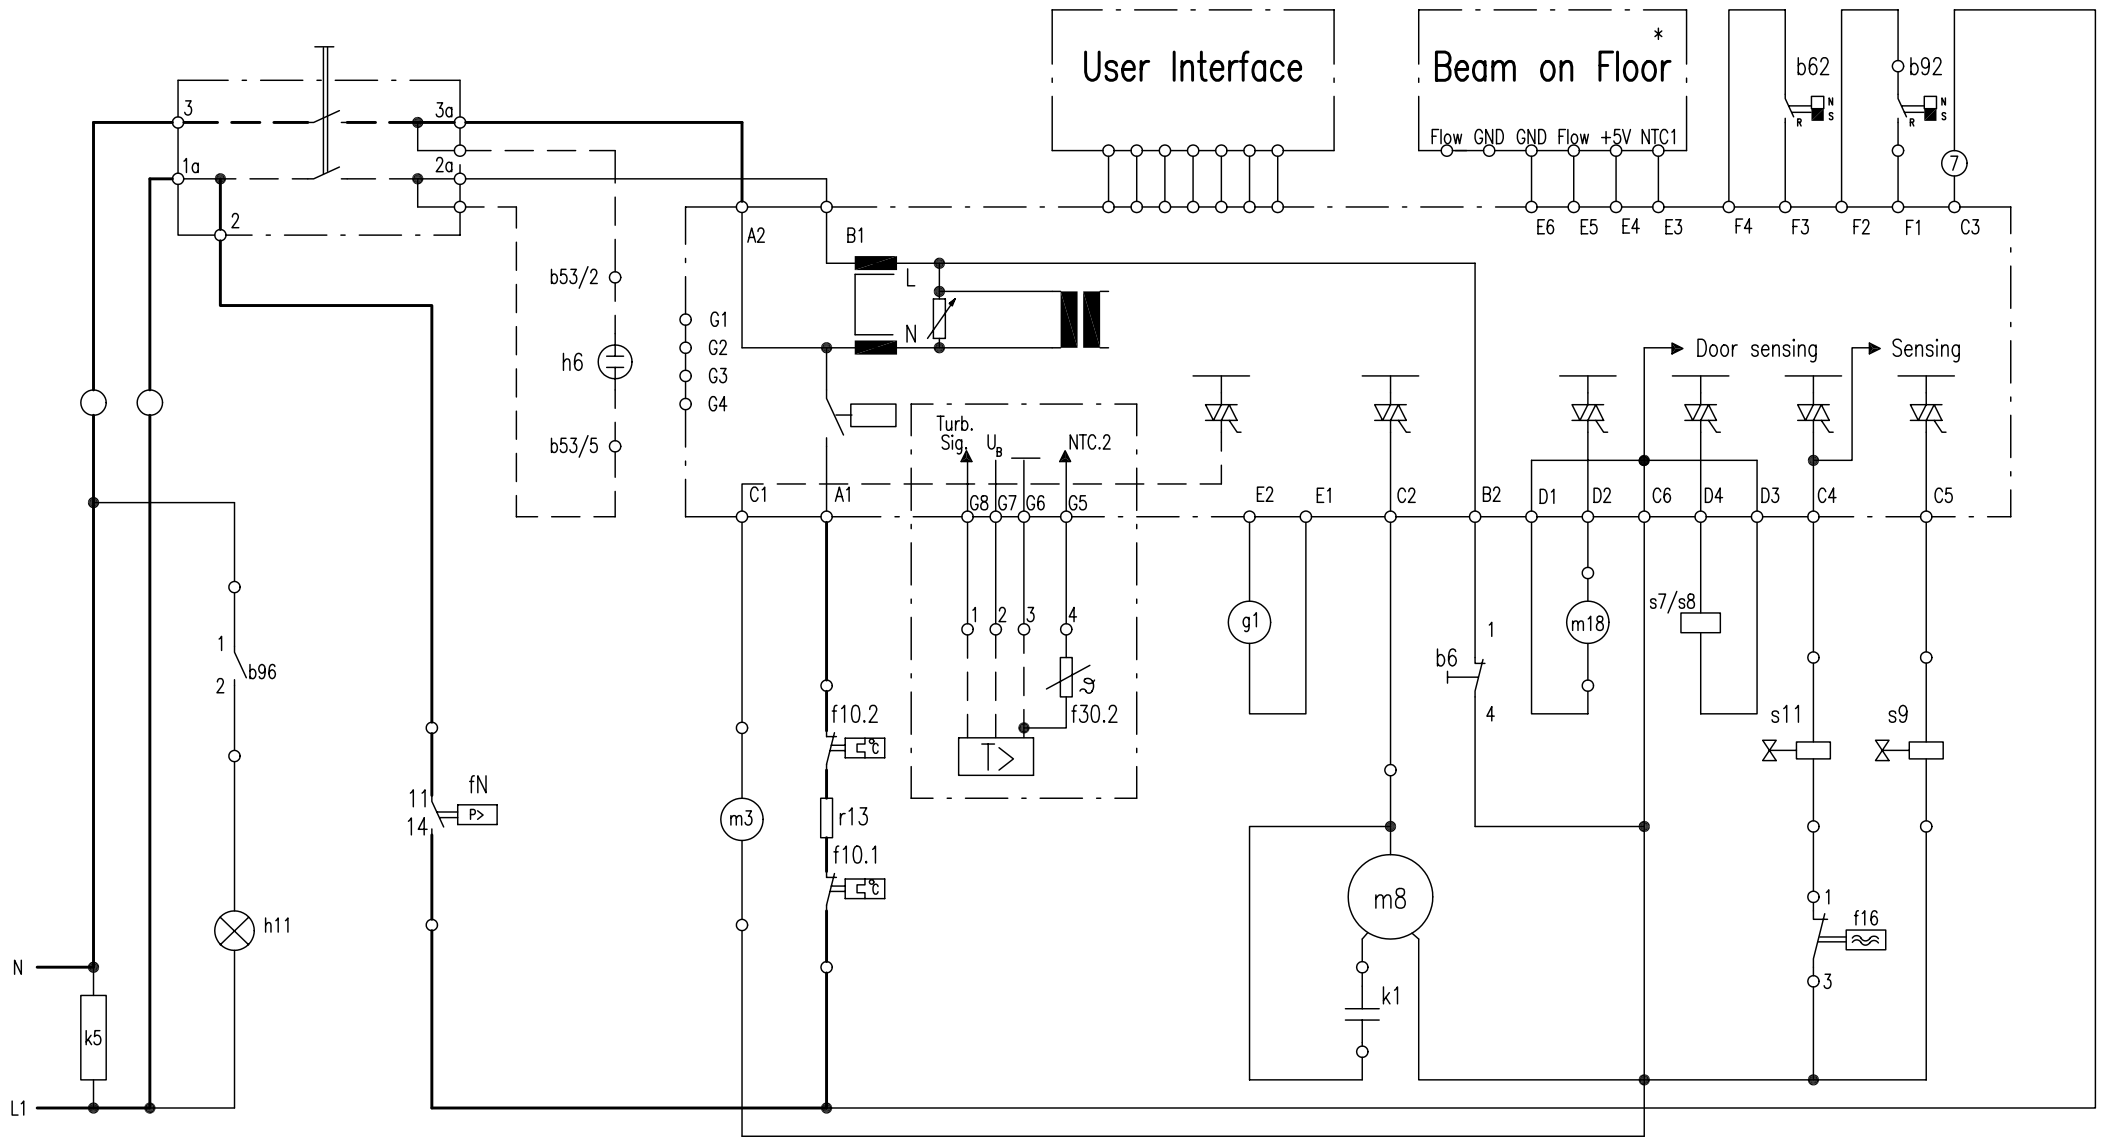 User Interface
Beam on Floor
*
Flow GND GND Flow +5V NTC1
b62
N
S
R
b92
N
S
R
7
3
3a
1a
2a
2
A2
B1
E6 E5 E4 E3 F4 F3 F2 F1 C3
b53/2
h6
b53/5
L
N
G1
G2
G3
G4
Door sensing
Sensing
Turb.
Sig.
U_B
NTC.2
C1 A1 G8 G7 G6 G5 E2 E1 C2 B2 D1 D2 C6 D4 D3 C4 C5
1 2 3 4
ϑ
f30.2
T>
g1
b6
1
4
m18
s7/s8
s11
s9
1
b96
2
f10.2
°C
r13
f10.1
°C
m3
11
14
fN
P>
m8
k1
1
f16
3
h11
N
k5
L1